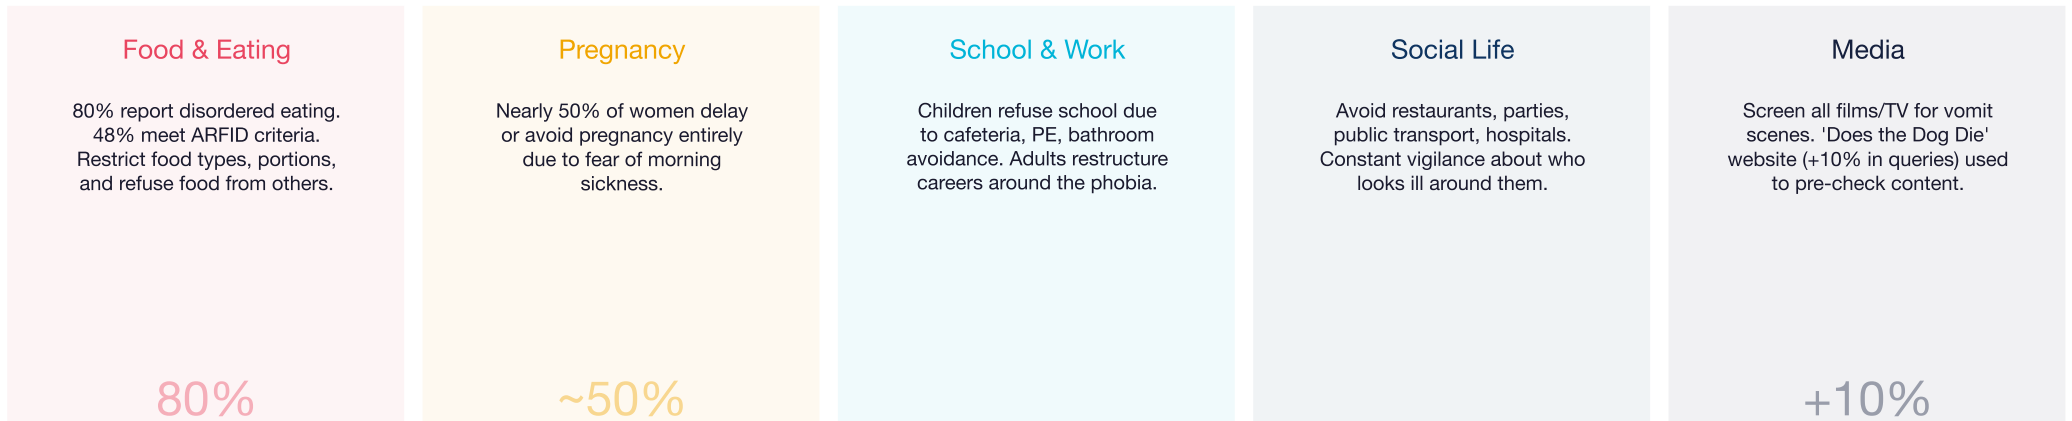 Food & Eating
80% report disordered eating.
48% meet ARFID criteria.
Restrict food types, portions,
and refuse food from others.
80%
Pregnancy
Nearly 50% of women delay
or avoid pregnancy entirely
due to fear of morning
sickness.
~50%
School & Work
Children refuse school due
to cafeteria, PE, bathroom
avoidance. Adults restructure
careers around the phobia.
Social Life
Avoid restaurants, parties,
public transport, hospitals.
Constant vigilance about who
looks ill around them.
Media
Screen all films/TV for vomit
scenes. 'Does the Dog Die'
website (+10% in queries) used
to pre-check content.
+10%